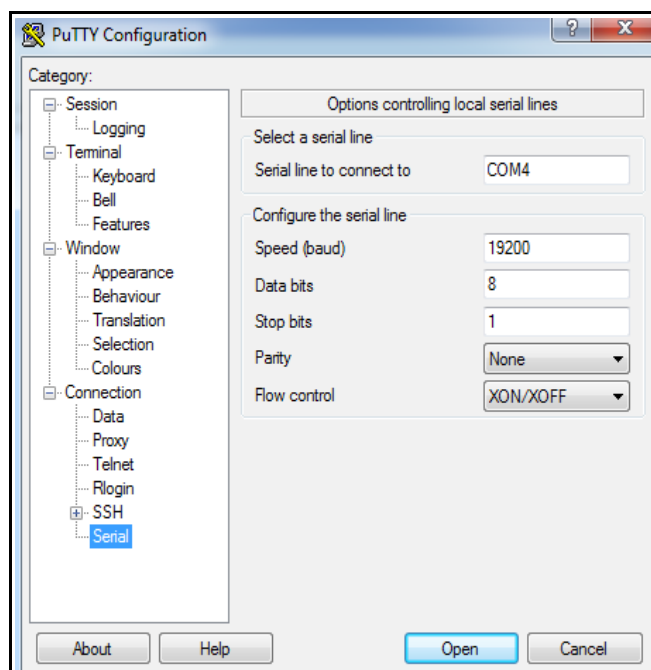 PuTTY Configuration
Category:
Session
Logging
Terminal
Keyboard
Bell
Features
Window
Appearance
Behaviour
Translation
Selection
Colours
Connection
Data
Proxy
Telnet
Rlogin
SSH
Serial
Options controlling local serial lines
Select a serial line
Serial line to connect to COM4
Configure the serial line
Speed (baud) 19200
Data bits 8
Stop bits 1
Parity None
Flow control XON/XOFF
About Help Open Cancel